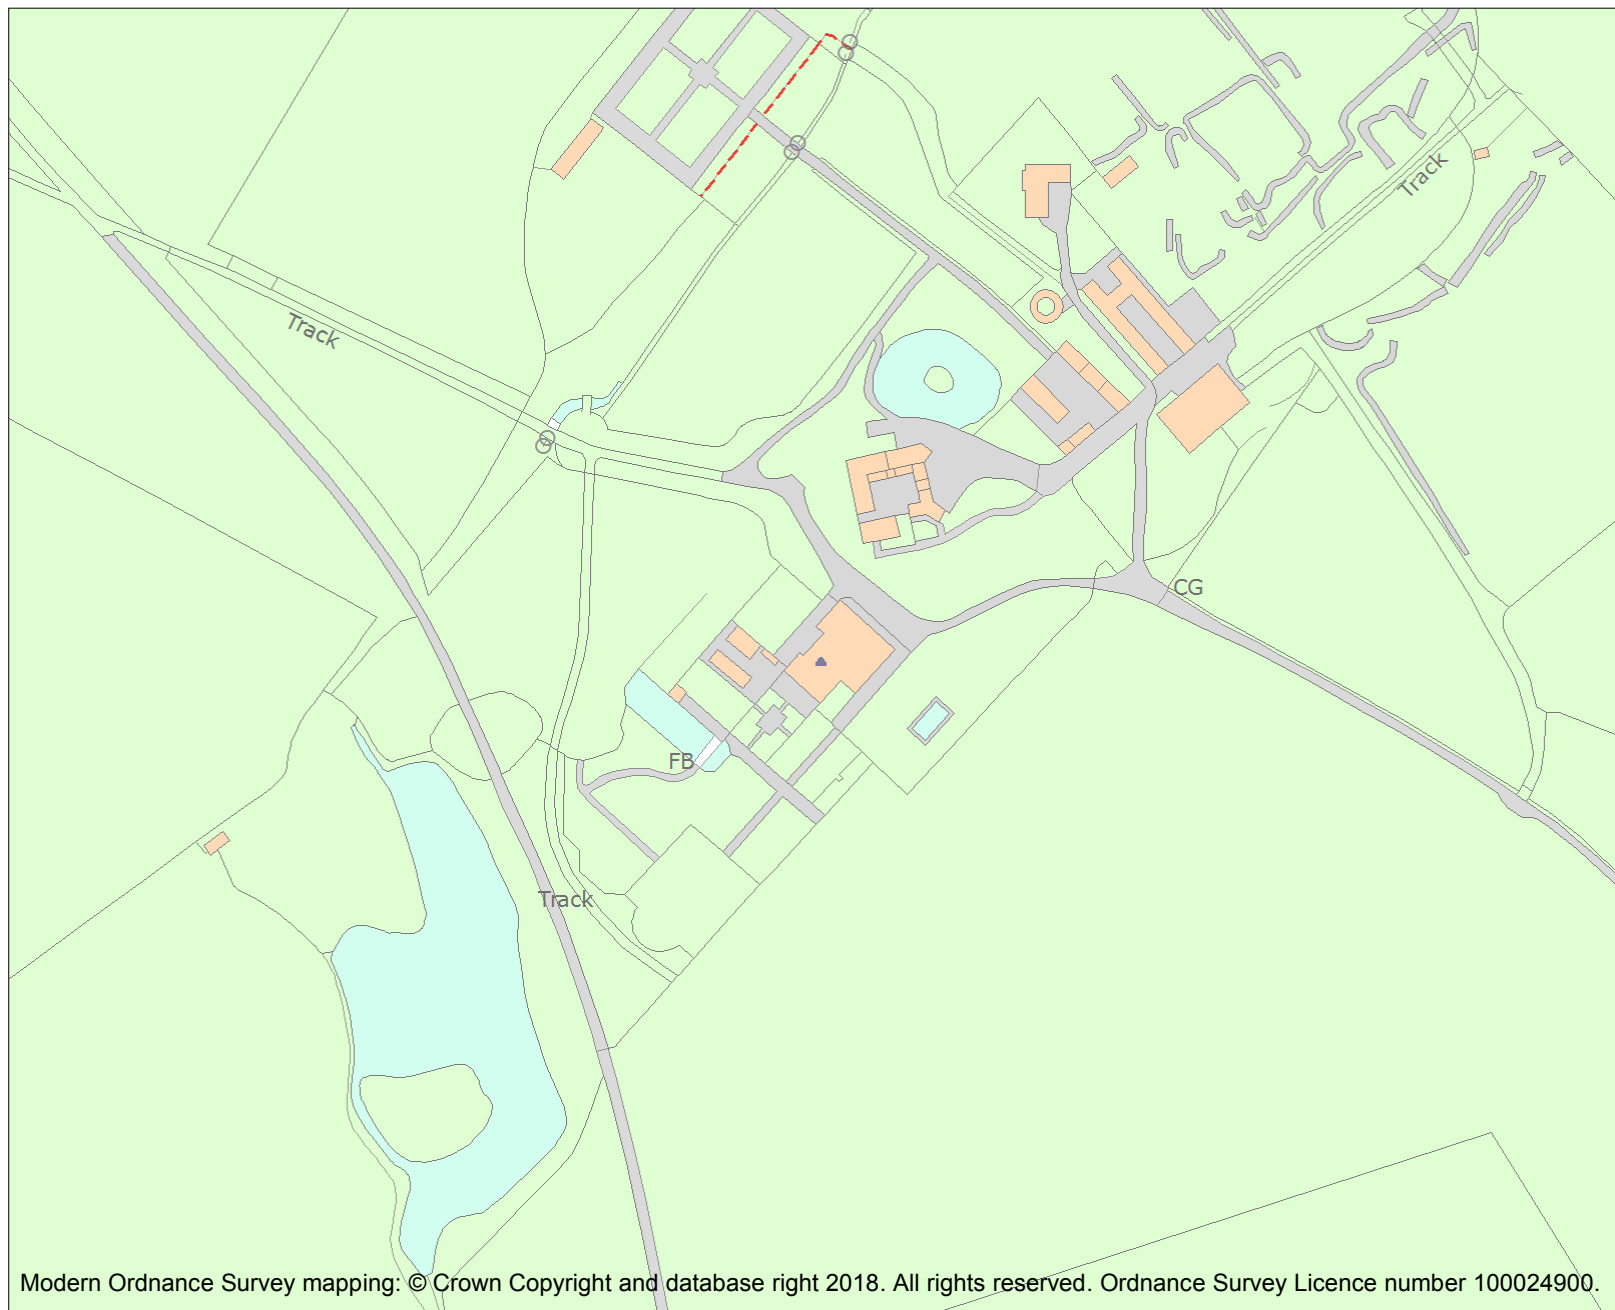 Track
Track
CG
FB
Track
Modern Ordnance Survey mapping: © Crown Copyright and database right 2018. All rights reserved. Ordnance Survey Licence number 100024900.